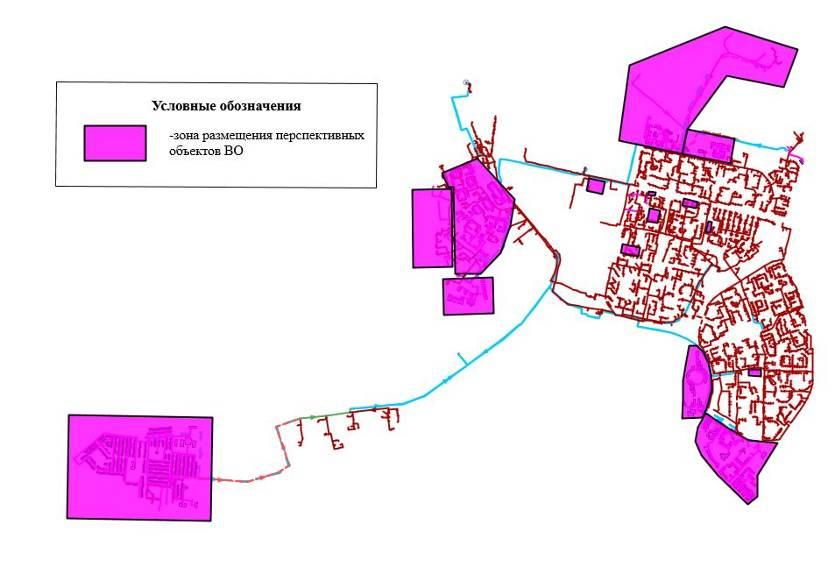 Условные обозначения
-зона размещения перспективных
объектов ВО